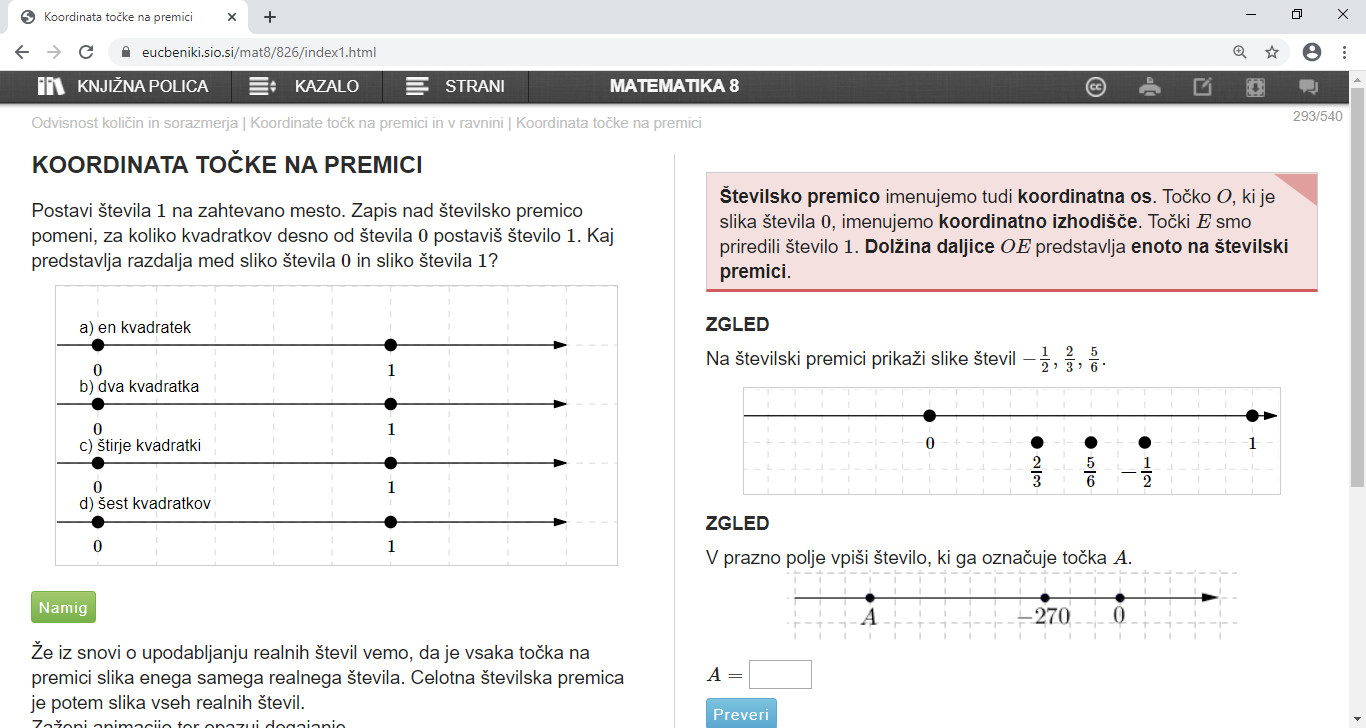 Koordinata točke na premici
eucbeniki.sio.si/mat8/826/index1.html
KNJIŽNA POLICA
KAZALO
STRANI
MATEMATIKA 8
cc
Odvisnost količin in sorazmerja | Koordinate točk na premici in v ravnini | Koordinata točke na premici
293/540
KOORDINATA TOČKE NA PREMICI
Postavi števila 1 na zahtevano mesto. Zapis nad številsko premico
pomeni, za koliko kvadratkov desno od števila 0 postaviš število 1. Kaj
predstavlja razdalja med sliko števila 0 in sliko števila 1?
a) en kvadratek
0 1
b) dva kvadratka
0 1
c) štirje kvadratki
0 1
d) šest kvadratkov
0 1
Namig
Že iz snovi o upodabljanju realnih števil vemo, da je vsaka točka na
premici slika enega samega realnega števila. Celotna številska premica
je potem slika vseh realnih števil.
Zaženi animacijo ter opazuj dogajanje
Številsko premico imenujemo tudi koordinatna os. Točko O, ki je
slika števila 0, imenujemo koordinatno izhodišče. Točki E smo
priredili število 1. Dolžina daljice OE predstavlja enoto na številski
premici.
ZGLED
Na številski premici prikaži slike števil −1/2, 2/3, 5/6.
0 1
2/3 5/6 −1/2
ZGLED
V prazno polje vpiši število, ki ga označuje točka A.
A −270 0
A =
Preveri